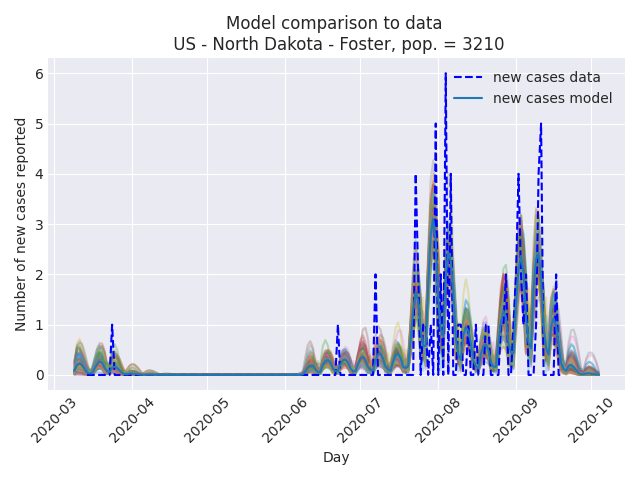 Model comparison to data
US - North Dakota - Foster, pop. = 3210
new cases data
new cases model
Number of new cases reported
6
5
4
3
2
1
0
2020-03
2020-04
2020-05
2020-06
2020-07
2020-08
2020-09
2020-10
Day